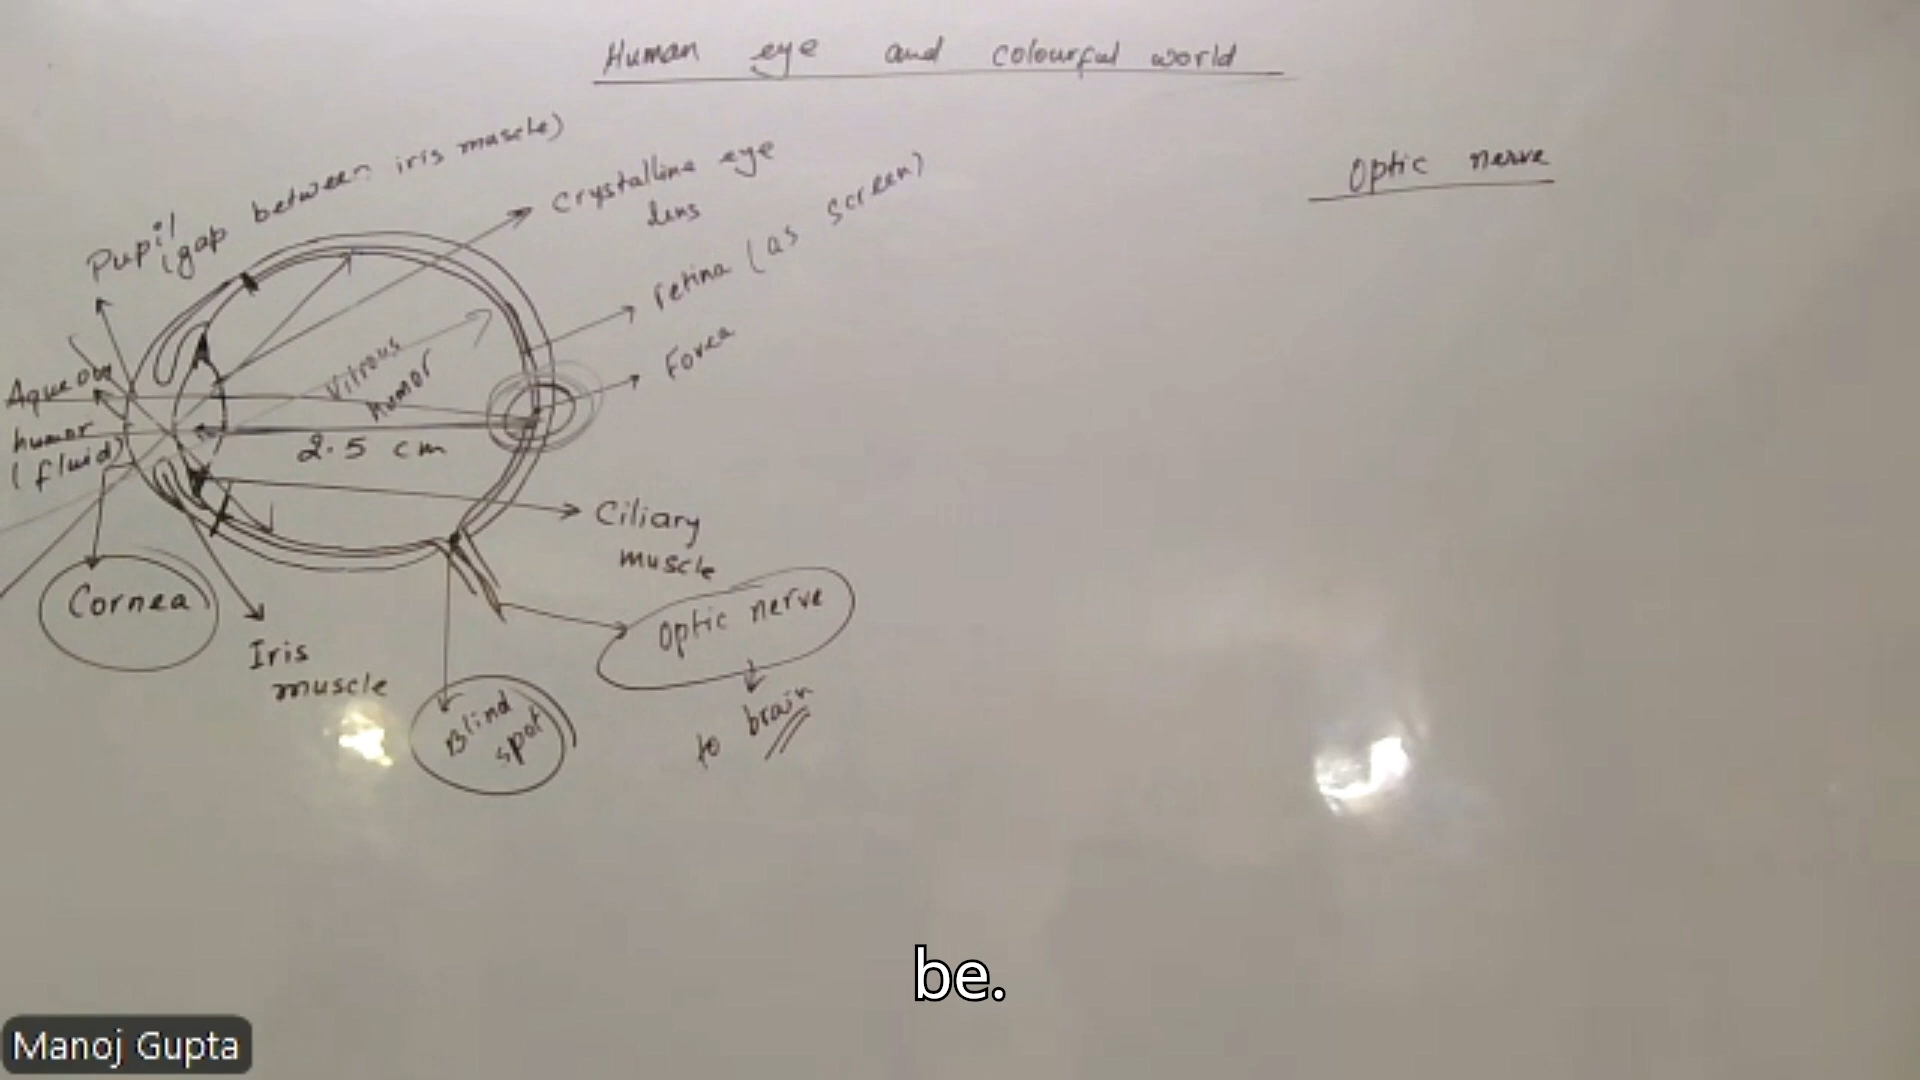 Human eye and colourful world
Pupil (gap between iris muscle)
Crystalline eye
lens
retina (as screen)
Fovea
Optic nerve
Aqueous
humor
(fluid)
Vitrous
humor
2.5 cm
Ciliary
muscle
Cornea
Iris
muscle
Blind
spot
Optic nerve
to brain
be.
Manoj Gupta